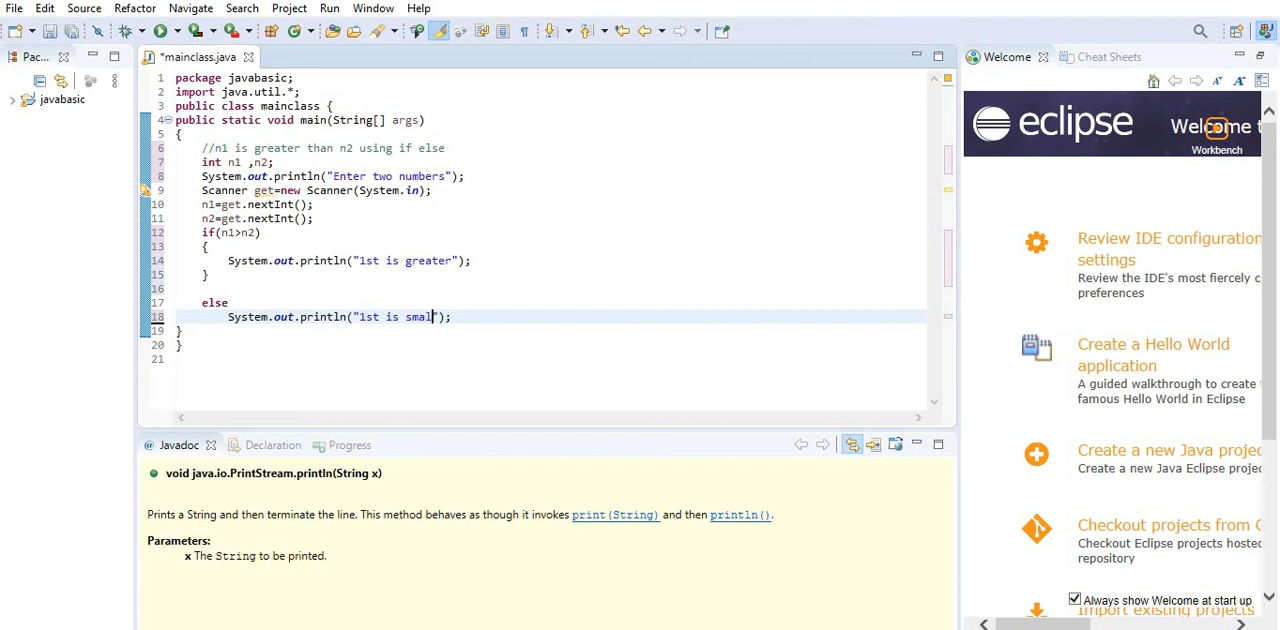 File Edit Source Refactor Navigate Search Project Run Window Help
Pac...
*mainclass.java
Welcome
Cheat Sheets
javabasic
1 package javabasic;
2 import java.util.*;
3 public class mainclass {
4 public static void main(String[] args)
5 {
6 //n1 is greater than n2 using if else
7 int n1 ,n2;
8 System.out.println("Enter two numbers");
9 Scanner get=new Scanner(System.in);
10 n1=get.nextInt();
11 n2=get.nextInt();
12 if(n1>n2)
13 {
14 System.out.println("1st is greater");
15 }
16
17 else
18 System.out.println("1st is smal");
19 }
20 }
21
@ Javadoc
Declaration
Progress
void java.io.PrintStream.println(String x)
Prints a String and then terminate the line. This method behaves as though it invokes print(String) and then println().
Parameters:
x The String to be printed.
eclipse
Welcome t
Workbench
Review IDE configuration
settings
Review the IDE's most fiercely c
preferences
Create a Hello World
application
A guided walkthrough to create
famous Hello World in Eclipse
Create a new Java projec
Create a new Java Eclipse projec
Checkout projects from G
Checkout Eclipse projects hosted
repository
Always show Welcome at start up
Import existing projects